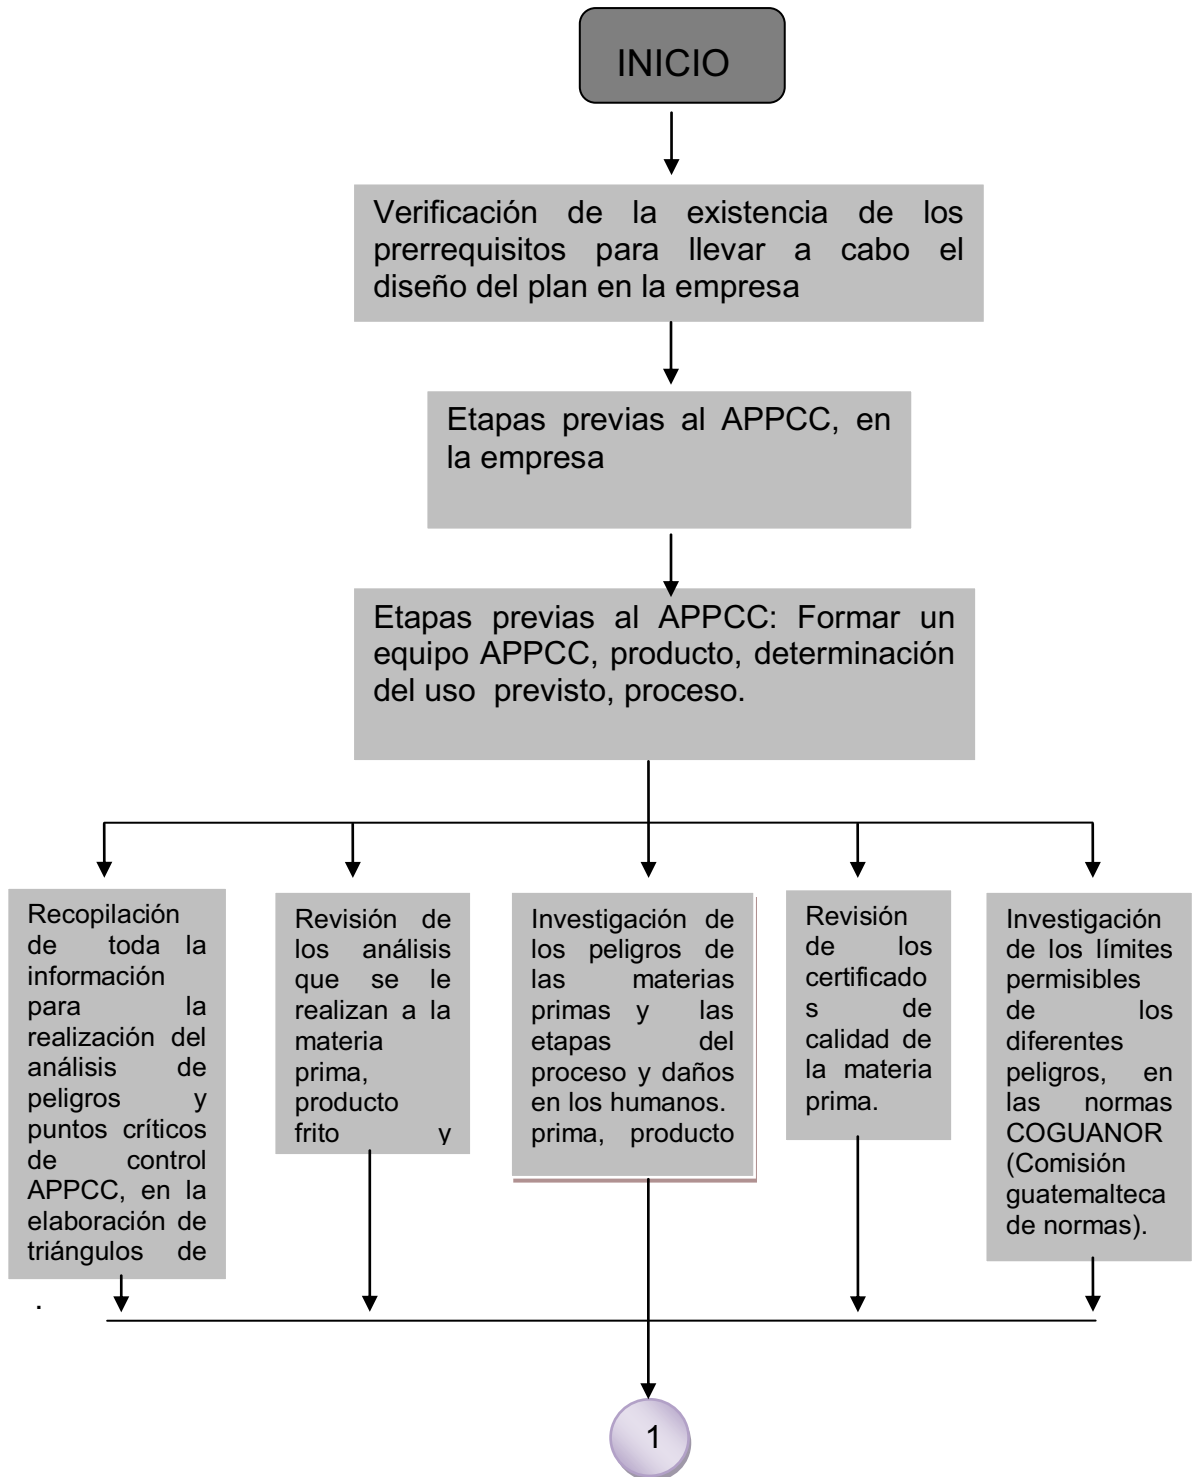 INICIO
Verificación de la existencia de los
prerrequisitos para llevar a cabo el
diseño del plan en la empresa
Etapas previas al APPCC, en
la empresa
Etapas previas al APPCC: Formar un
equipo APPCC, producto, determinación
del uso previsto, proceso.
Recopilación
de toda la
información
para la
realización del
análisis de
peligros y
puntos críticos
de control
APPCC, en la
elaboración de
triángulos de
.
Revisión de
los análisis
que se le
realizan a la
materia
prima,
producto
frito y
Investigación de
los peligros de
las materias
primas y las
etapas del
proceso y daños
en los humanos.
prima, producto
Revisión
de los
certificado
s de
calidad de
la materia
prima.
Investigación
de los límites
permisibles
de los
diferentes
peligros, en
las normas
COGUANOR
(Comisión
guatemalteca
de normas).
1